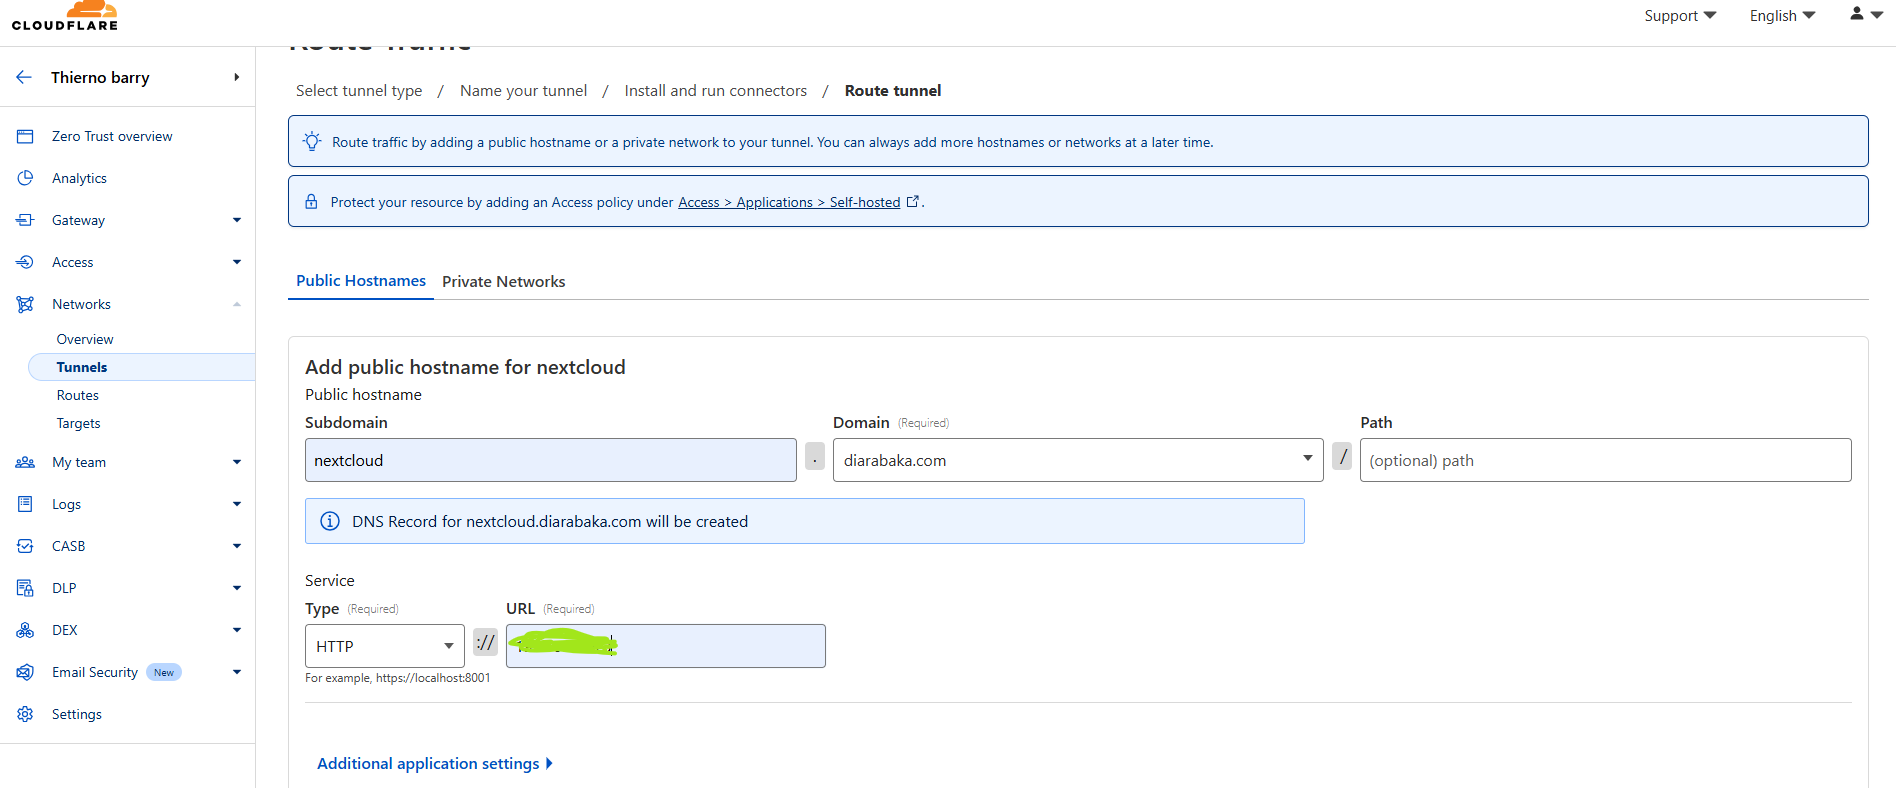 CLOUDFLARE
Support
English
Thierno barry
Select tunnel type / Name your tunnel / Install and run connectors / Route tunnel
Zero Trust overview
Analytics
Gateway
Access
Networks
Overview
Tunnels
Routes
Targets
My team
Logs
CASB
DLP
DEX
Email Security New
Settings
Route traffic by adding a public hostname or a private network to your tunnel. You can always add more hostnames or networks at a later time.
Protect your resource by adding an Access policy under Access > Applications > Self-hosted .
Public Hostnames Private Networks
Add public hostname for nextcloud
Public hostname
Subdomain Domain (Required) Path
nextcloud . diarabaka.com / (optional) path
DNS Record for nextcloud.diarabaka.com will be created
Service
Type (Required) URL (Required)
HTTP ://
For example, https://localhost:8001
Additional application settings